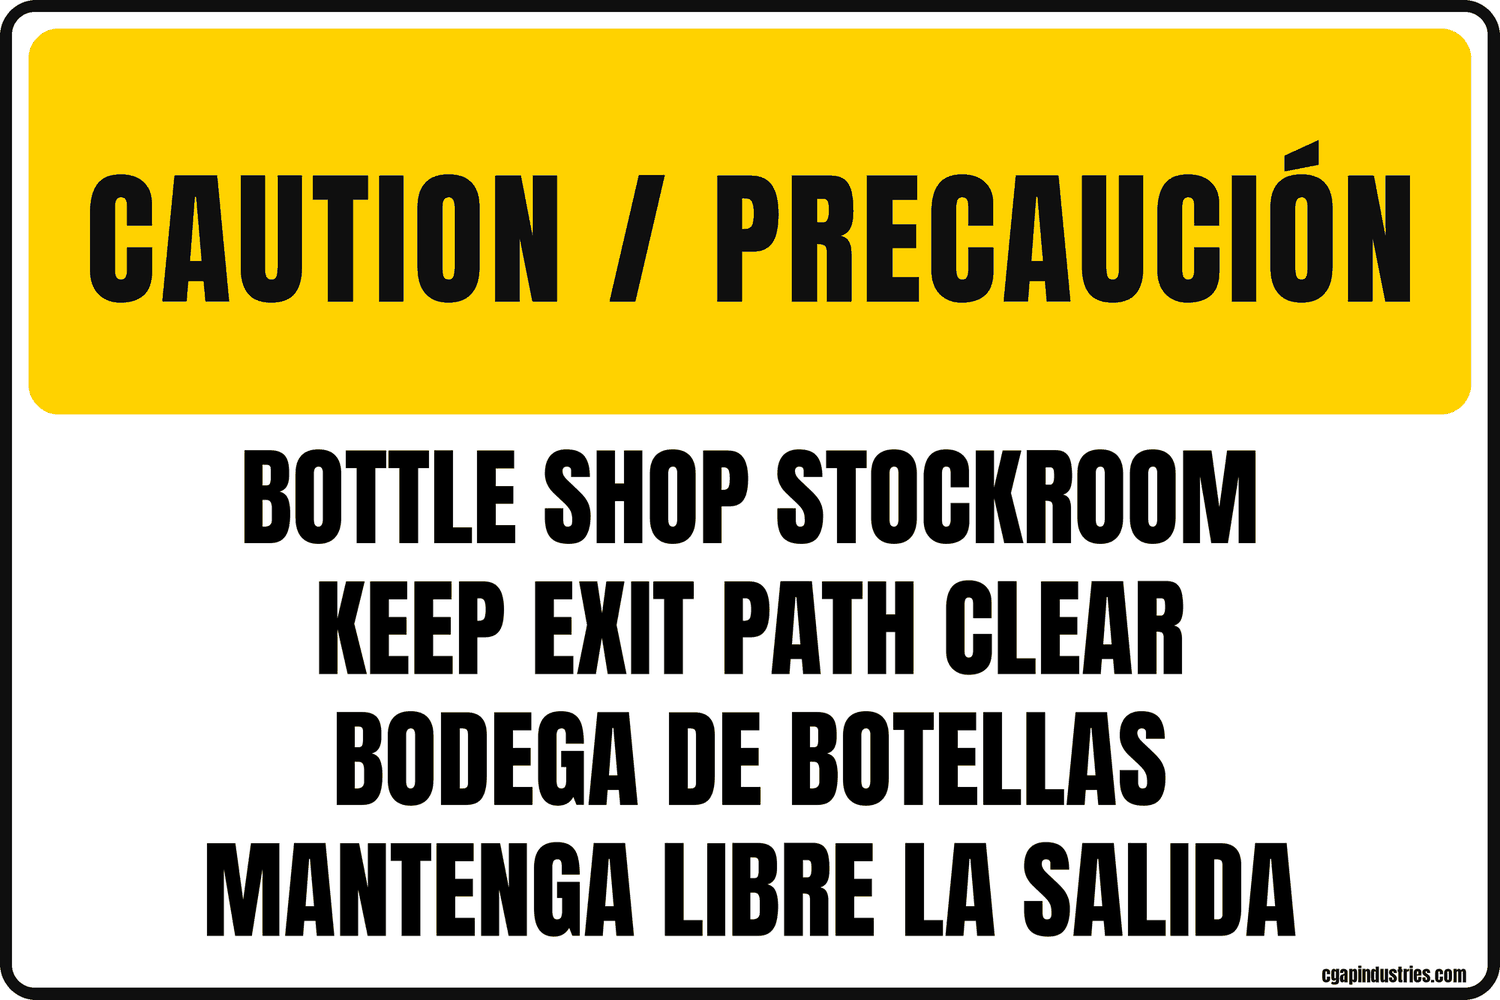 CAUTION / PRECAUCIÓN
BOTTLE SHOP STOCKROOM
KEEP EXIT PATH CLEAR
BODEGA DE BOTELLAS
MANTENGA LIBRE LA SALIDA
cgapindustries.com